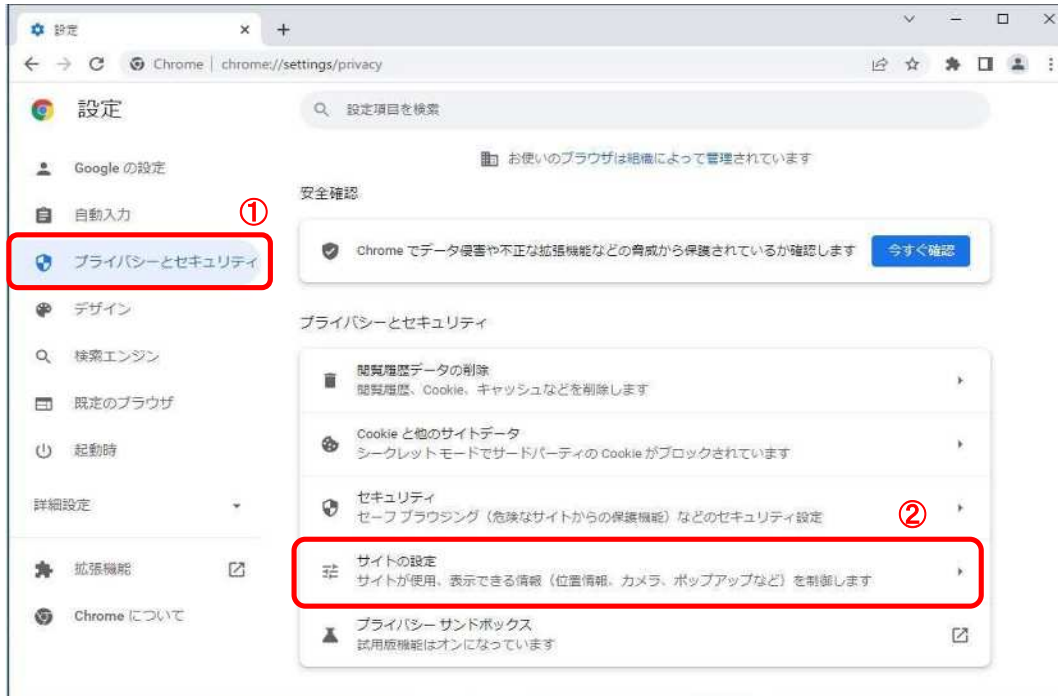 設定
Chrome | chrome://settings/privacy
設定
設定項目を検索
お使いのブラウザは組織によって管理されています
Google の設定
自動入力
①
プライバシーとセキュリティ
デザイン
検索エンジン
既定のブラウザ
起動時
詳細設定
拡張機能
Chrome について
安全確認
Chrome でデータ侵害や不正な拡張機能などの脅威から保護されているか確認します
今すぐ確認
プライバシーとセキュリティ
閲覧履歴データの削除
閲覧履歴、Cookie、キャッシュなどを削除します
Cookie と他のサイトデータ
シークレット モードでサードパーティの Cookie がブロックされています
セキュリティ
セーフ ブラウジング（危険なサイトからの保護機能）などのセキュリティ設定
②
サイトの設定
サイトが使用、表示できる情報（位置情報、カメラ、ポップアップなど）を制御します
プライバシー サンドボックス
試用版機能はオンになっています